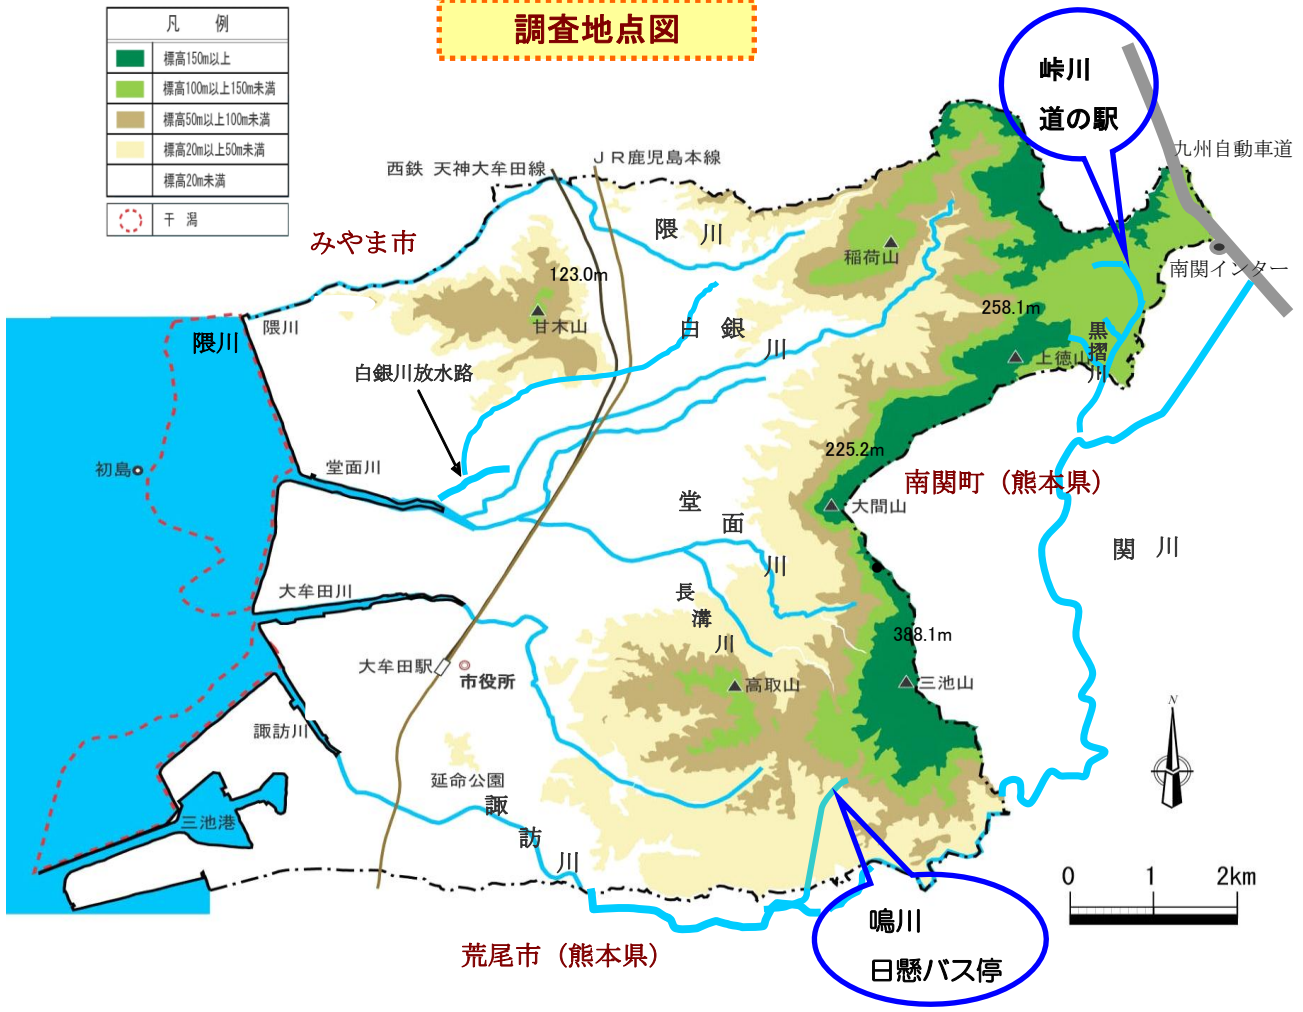 調査地点図
凡 例
標高150m以上
標高100m以上150m未満
標高50m以上100m未満
標高20m以上50m未満
標高20m未満
干 潟
峠川
道の駅
九州自動車道
南関インター
西鉄 天神大牟田線
JR鹿児島本線
みやま市
隈 川
稲荷山
123.0m
甘木山
258.1m
上徳山
黒摺川
隈川
隈川
白 銀 川
白銀川放水路
225.2m
南関町（熊本県）
大間山
初島
堂面川
堂 面 川
関 川
大牟田川
長 溝 川
388.1m
大牟田駅
市役所
高取山
三池山
諏訪川
延命公園
諏 訪 川
三池港
N
0 1 2km
鳴川
日懸バス停
荒尾市（熊本県）